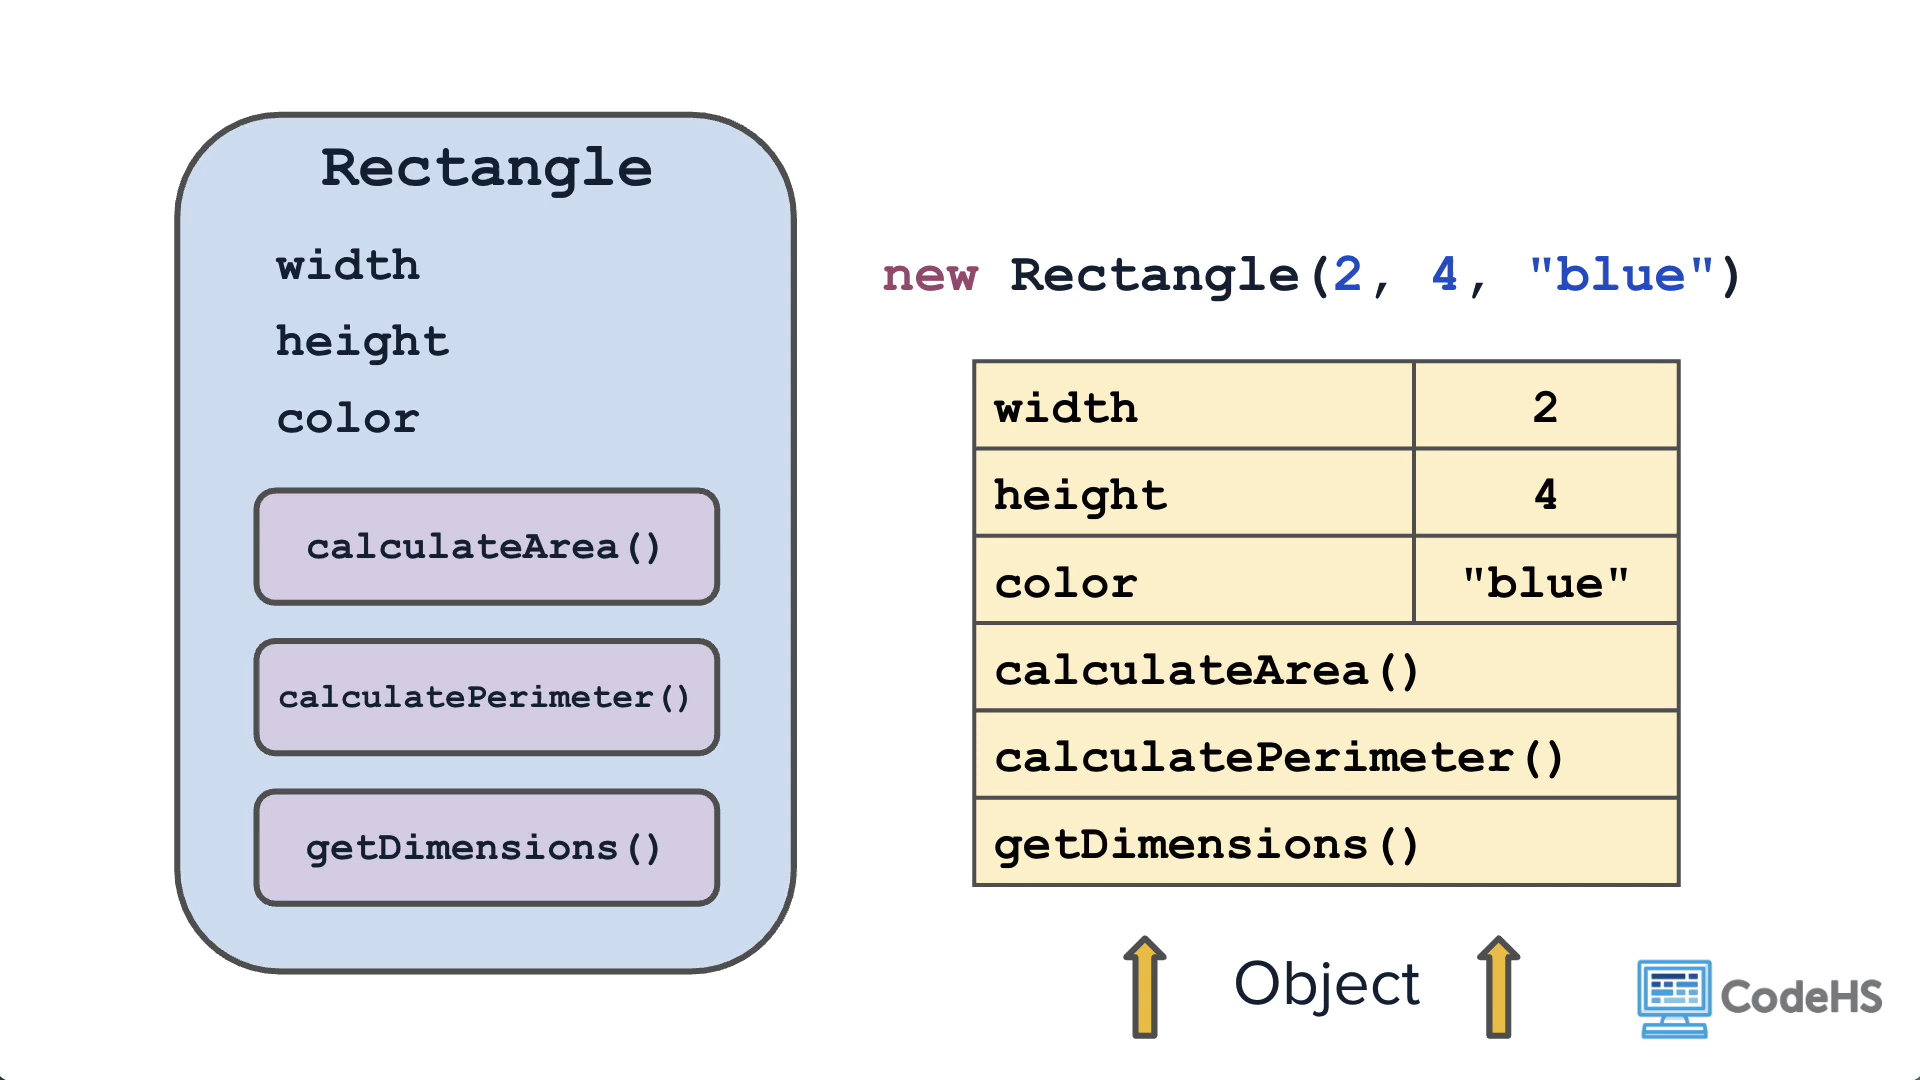 Rectangle
width
height
color
calculateArea()
calculatePerimeter()
getDimensions()
new Rectangle(2, 4, "blue")
width 2
height 4
color "blue"
calculateArea()
calculatePerimeter()
getDimensions()
Object
CodeHS